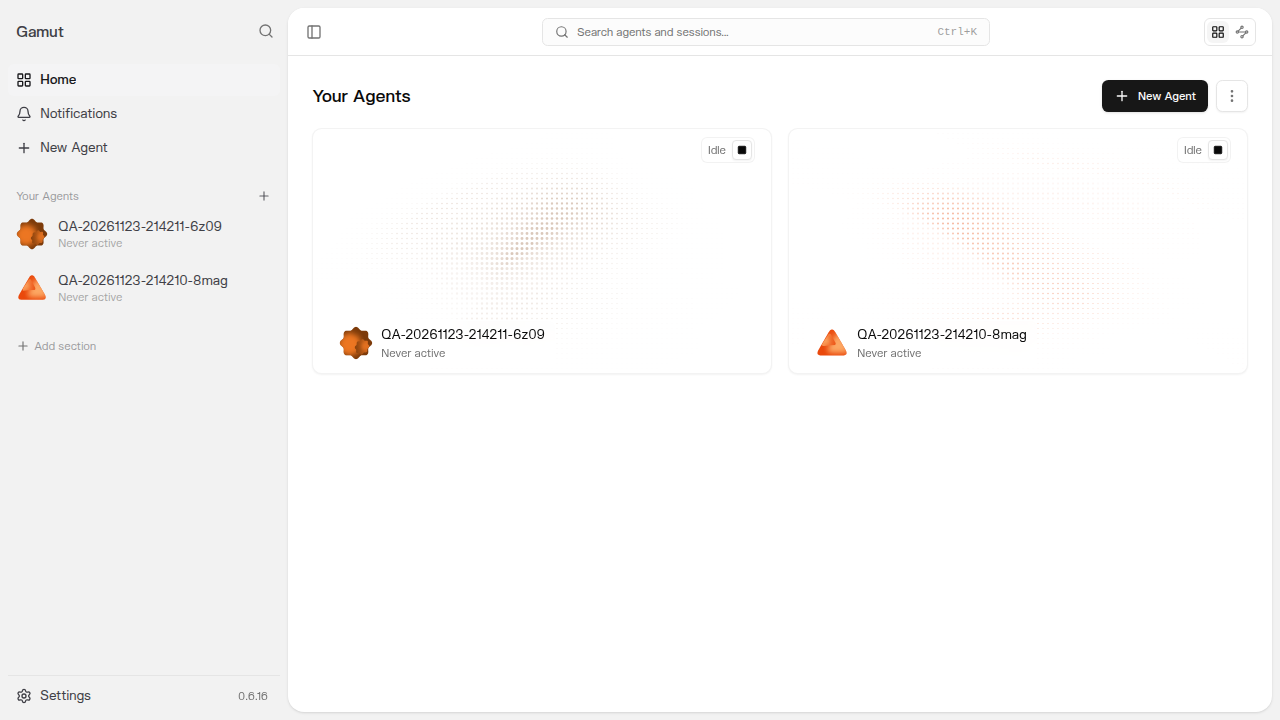 Gamut
Home
Notifications
New Agent
Your Agents
QA-20261123-214211-6z09
Never active
QA-20261123-214210-8mag
Never active
Add section
Settings
0.6.16
Search agents and sessions...
Ctrl+K
Your Agents
New Agent
Idle
QA-20261123-214211-6z09
Never active
Idle
QA-20261123-214210-8mag
Never active